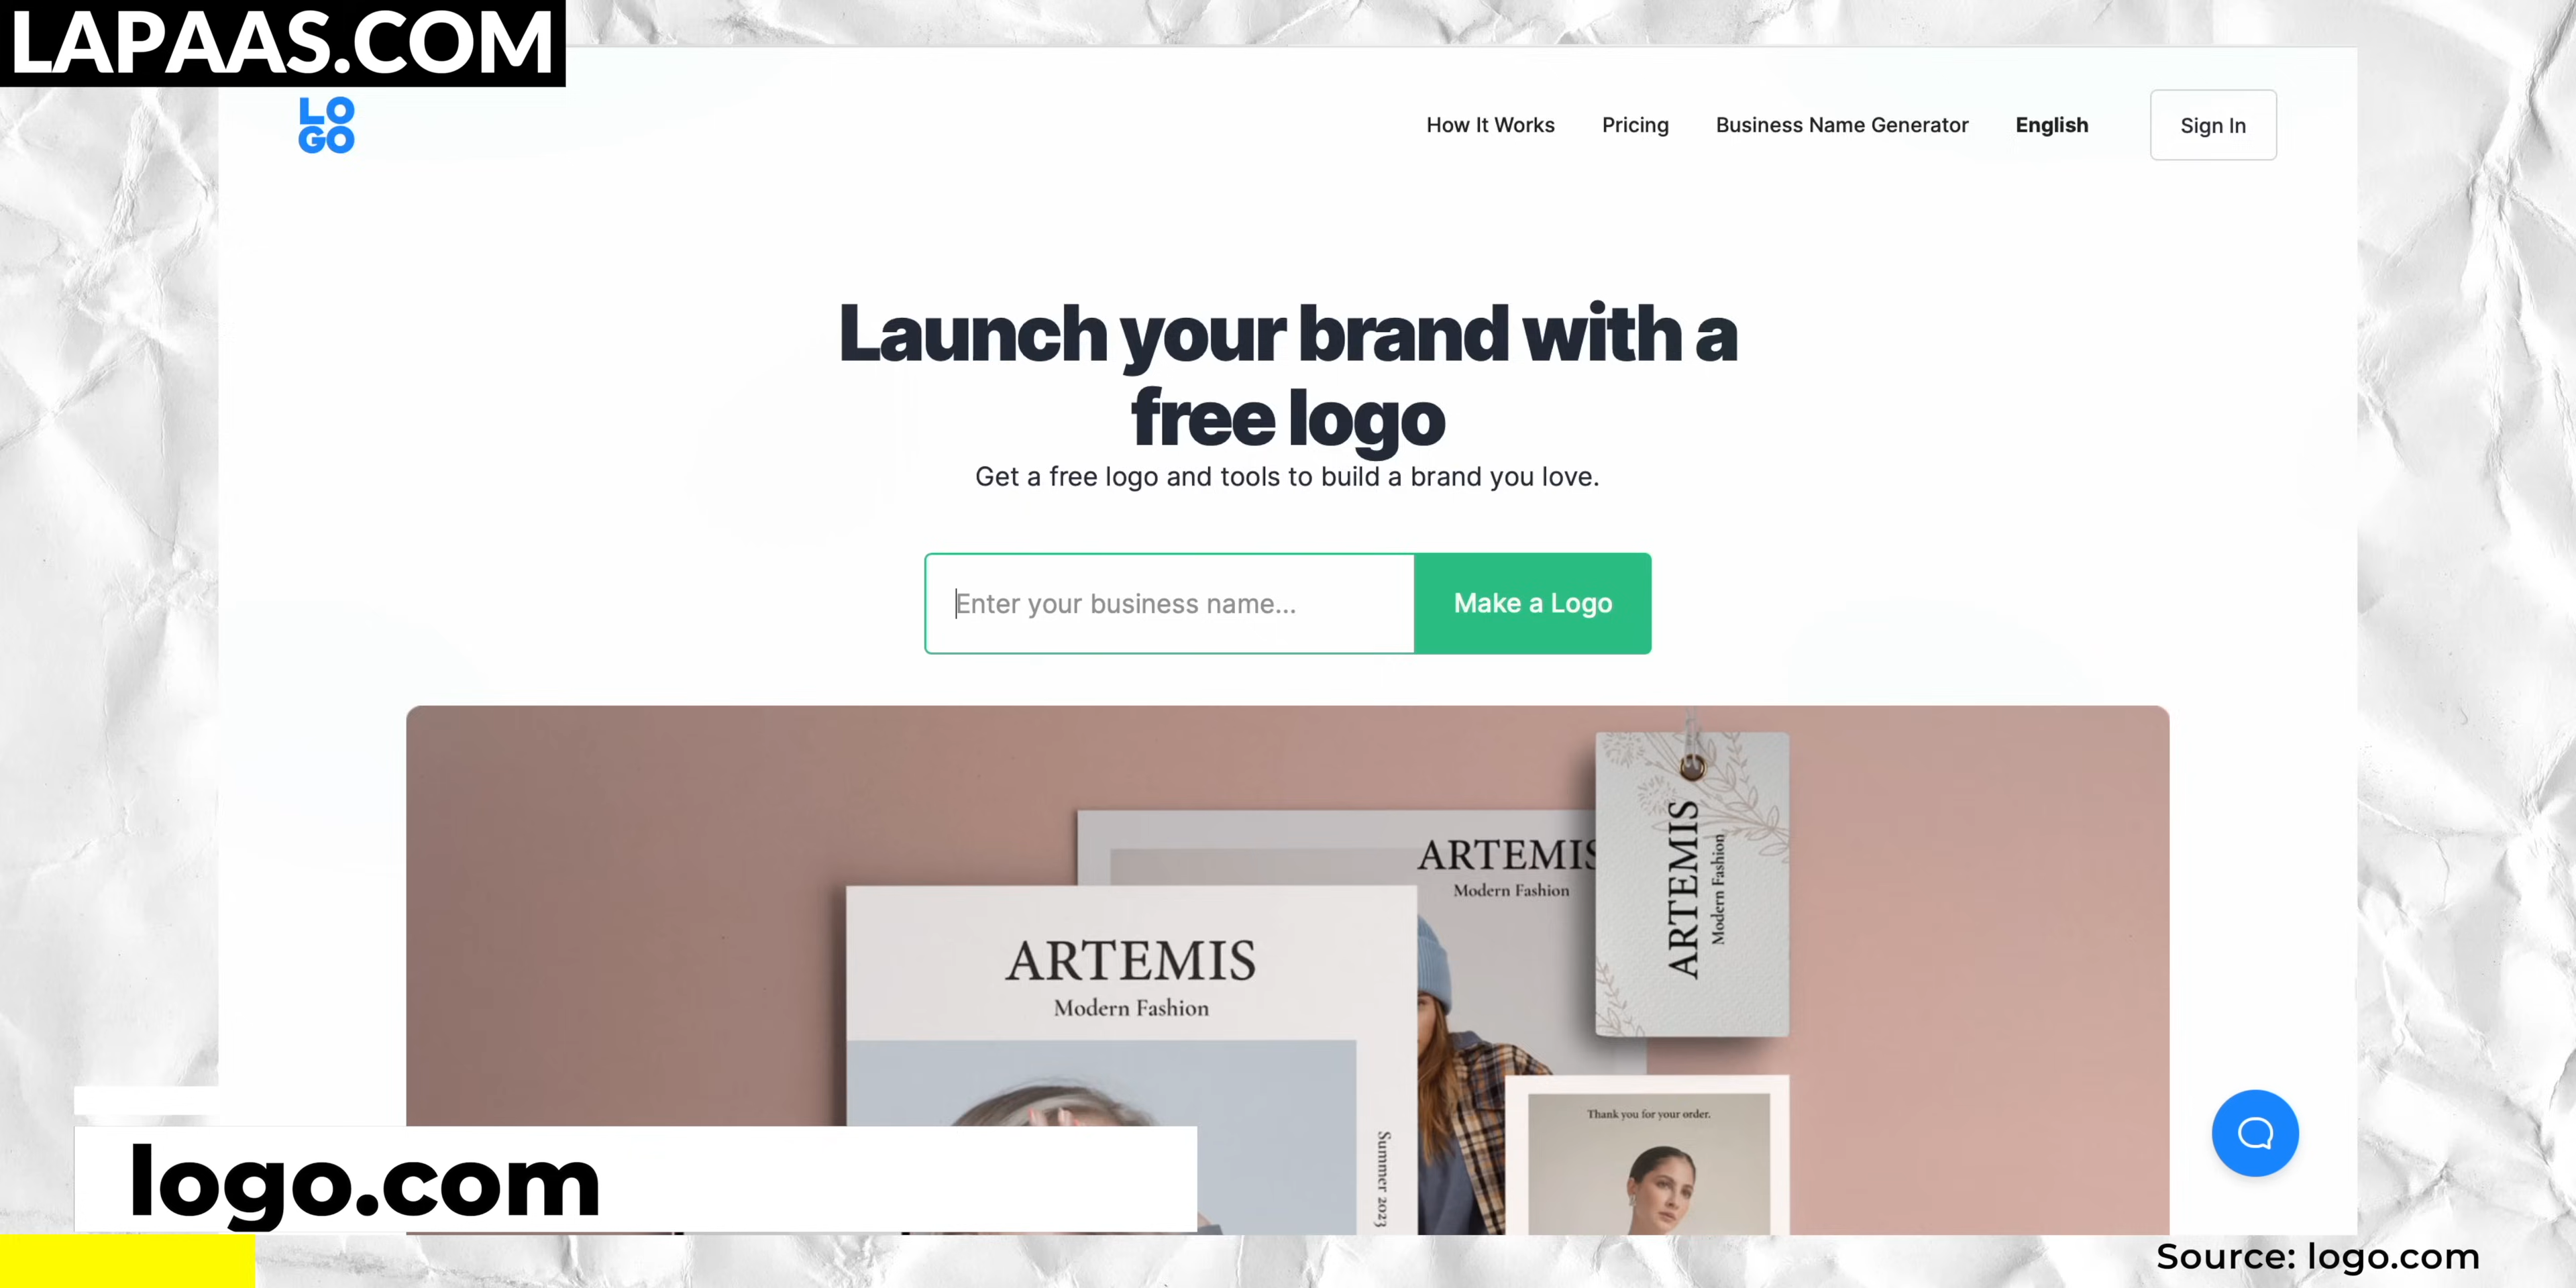 LAPAAS.COM
LO
GO
How It Works
Pricing
Business Name Generator
English
Sign In
Launch your brand with a
free logo
Get a free logo and tools to build a brand you love.
Enter your business name...
Make a Logo
ARTEMIS
Modern Fashion
ARTEMIS
Modern Fashion
ARTEMIS
Modern Fashion
Thank you for your order.
Summer 2023
logo.com
Source: logo.com